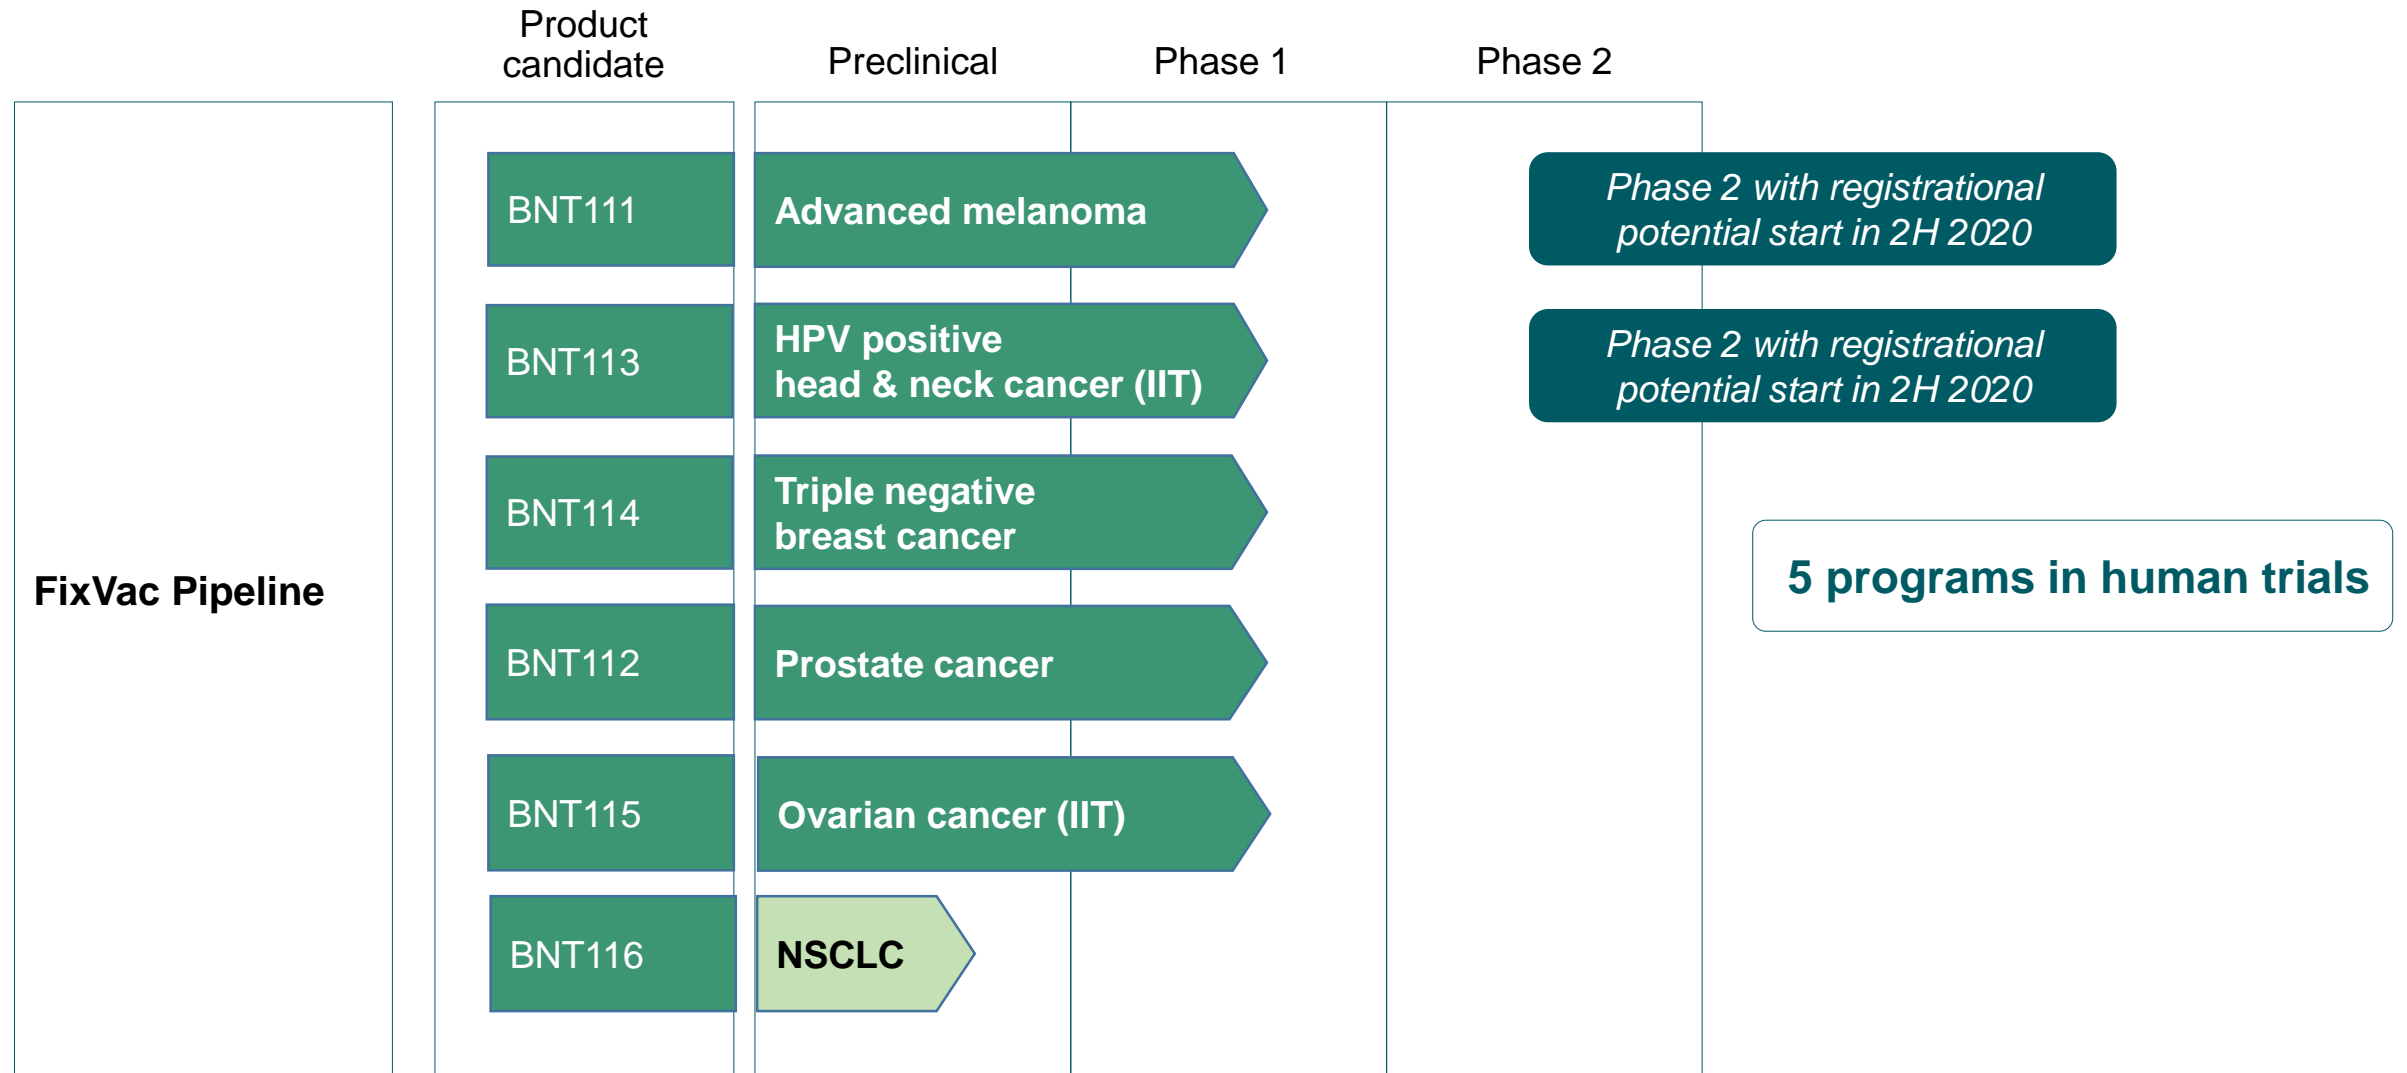 Product
candidate
Preclinical
Phase 1
Phase 2
FixVac Pipeline
BNT111
Advanced melanoma
Phase 2 with registrational
potential start in 2H 2020
BNT113
HPV positive
head & neck cancer (IIT)
Phase 2 with registrational
potential start in 2H 2020
BNT114
Triple negative
breast cancer
5 programs in human trials
BNT112
Prostate cancer
BNT115
Ovarian cancer (IIT)
BNT116
NSCLC